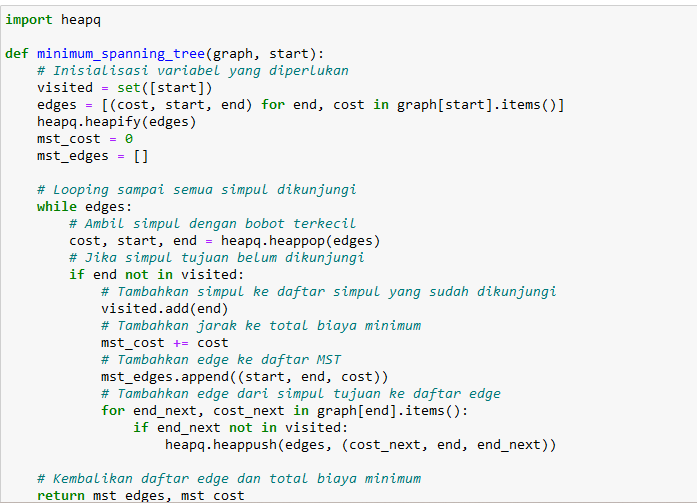 import heapq
def minimum_spanning_tree(graph, start):
# Inisialisasi variabel yang diperlukan
visited = set([start])
edges = [(cost, start, end) for end, cost in graph[start].items()]
heapq.heapify(edges)
mst_cost = 0
mst_edges = []
# Looping sampai semua simpul dikunjungi
while edges:
# Ambil simpul dengan bobot terkecil
cost, start, end = heapq.heappop(edges)
# Jika simpul tujuan belum dikunjungi
if end not in visited:
# Tambahkan simpul ke daftar simpul yang sudah dikunjungi
visited.add(end)
# Tambahkan jarak ke total biaya minimum
mst_cost += cost
# Tambahkan edge ke daftar MST
mst_edges.append((start, end, cost))
# Tambahkan edge dari simpul tujuan ke daftar edge
for end_next, cost_next in graph[end].items():
if end_next not in visited:
heapq.heappush(edges, (cost_next, end, end_next))
# Kembalikan daftar edge dan total biaya minimum
return mst_edges, mst_cost